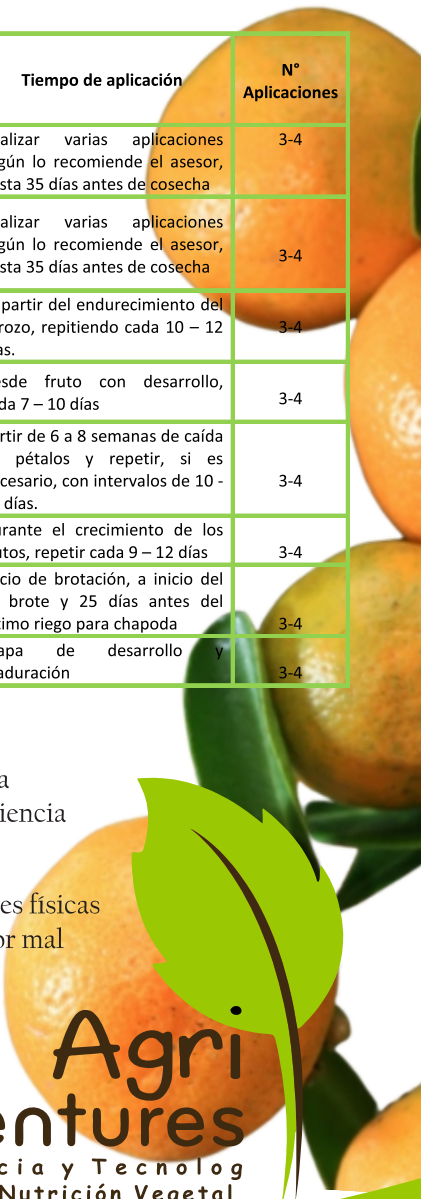 Tiempo de aplicación
N°
Aplicaciones
alizar varias aplicaciones
gún lo recomiende el asesor,
sta 35 días antes de cosecha
3-4
alizar varias aplicaciones
gún lo recomiende el asesor,
sta 35 días antes de cosecha
3-4
partir del endurecimiento del
rozo, repitiendo cada 10 – 12
as.
3-4
esde fruto con desarrollo,
da 7 – 10 días
3-4
rtir de 6 a 8 semanas de caída
pétalos y repetir, si es
cesario, con intervalos de 10 -
días.
3-4
urante el crecimiento de los
utos, repetir cada 9 – 12 días
3-4
cio de brotación, a inicio del
brote y 25 días antes del
timo riego para chapoda
3-4
apa de desarrollo y
aduración
3-4
a
iencia
es físicas
or mal
Agri
entures
cia y Tecnolog
Nutrición Vegetal